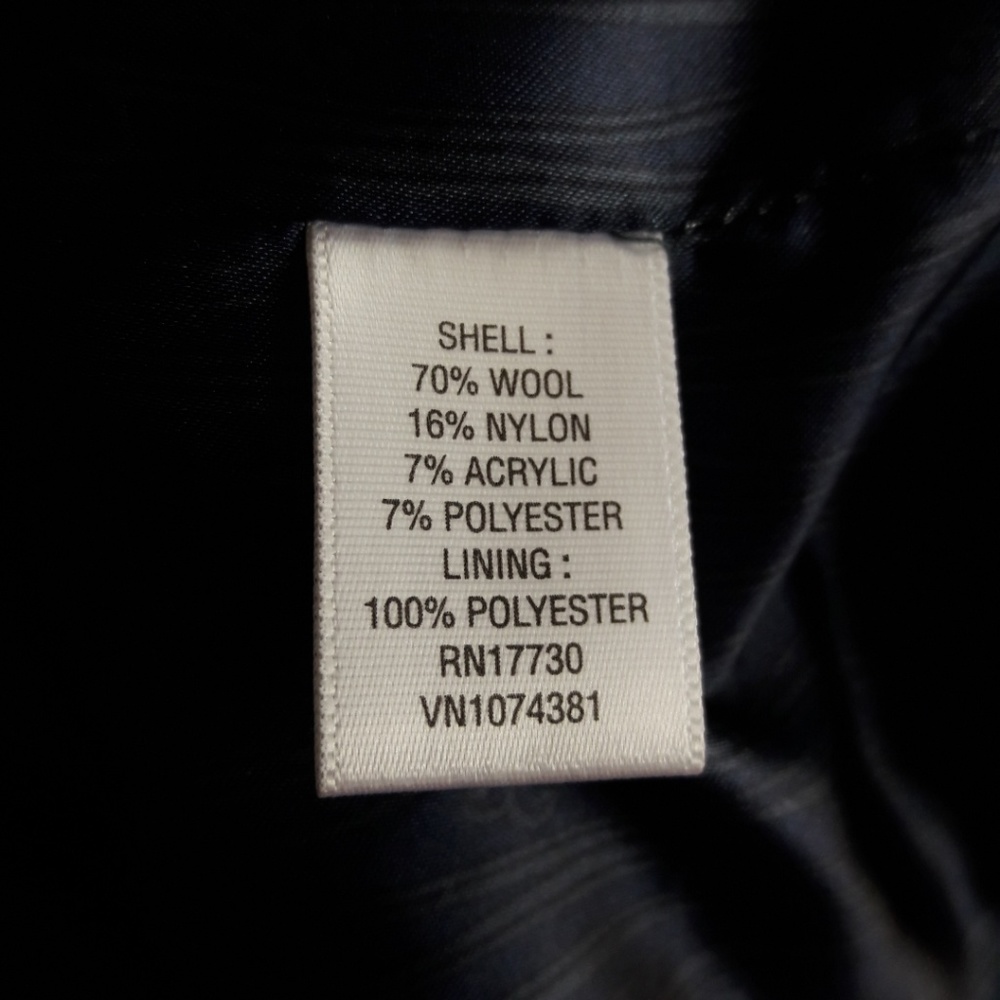 SHELL :
70% WOOL
16% NYLON
7% ACRYLIC
7% POLYESTER
LINING :
100% POLYESTER
RN17730
VN1074381